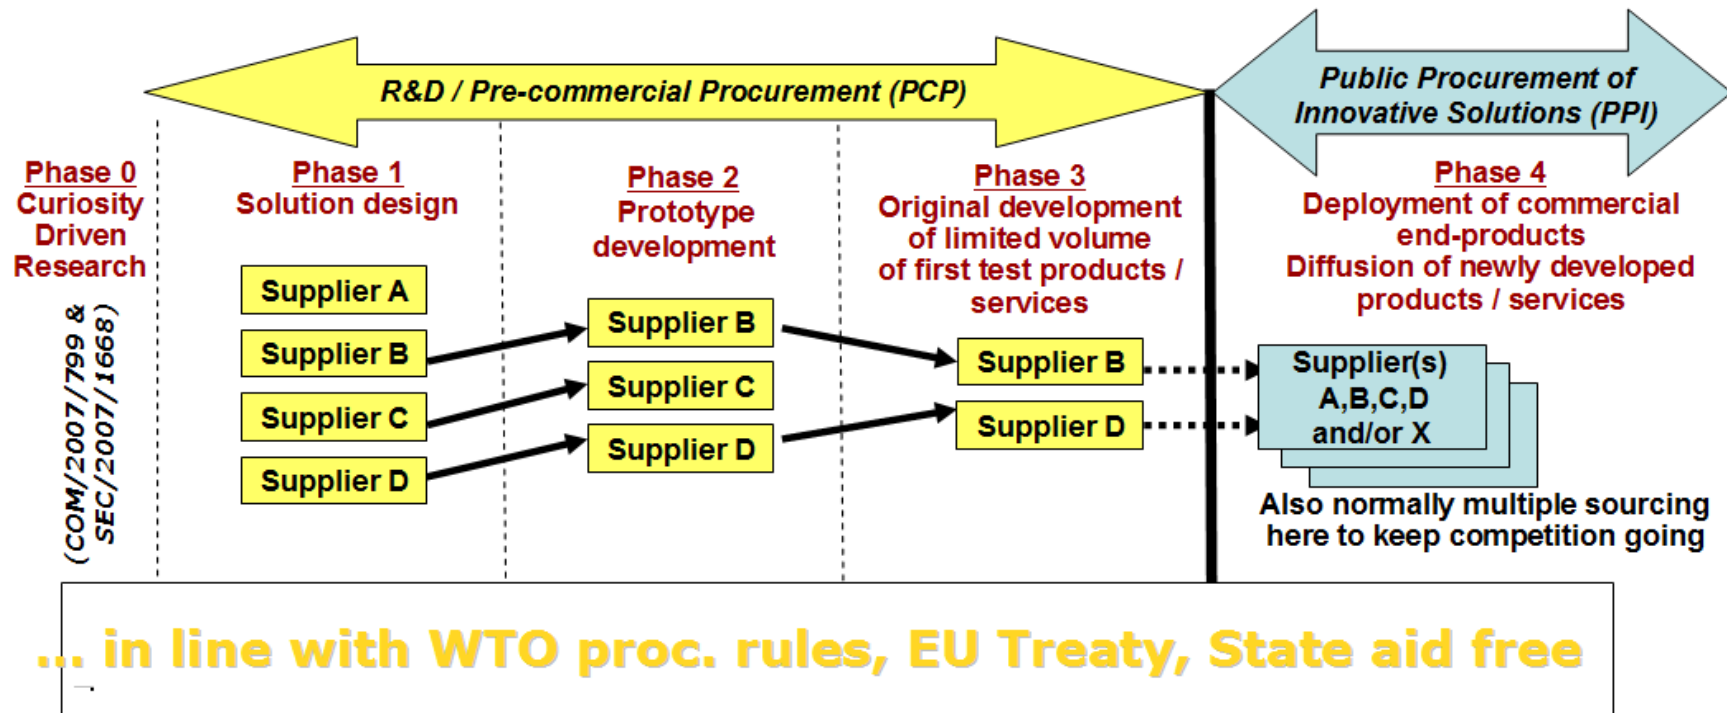 R&D / Pre-commercial Procurement (PCP)
Public Procurement of
Innovative Solutions (PPI)
Phase 0
Curiosity
Driven
Research
(COM/2007/799 &
SEC/2007/1668)
Phase 1
Solution design
Supplier A
Supplier B
Supplier C
Supplier D
Phase 2
Prototype
development
Supplier B
Supplier C
Supplier D
Phase 3
Original development
of limited volume
of first test products /
services
Supplier B
Supplier D
Phase 4
Deployment of commercial
end-products
Diffusion of newly developed
products / services
Supplier(s)
A,B,C,D
and/or X
Also normally multiple sourcing
here to keep competition going
... in line with WTO proc. rules, EU Treaty, State aid free